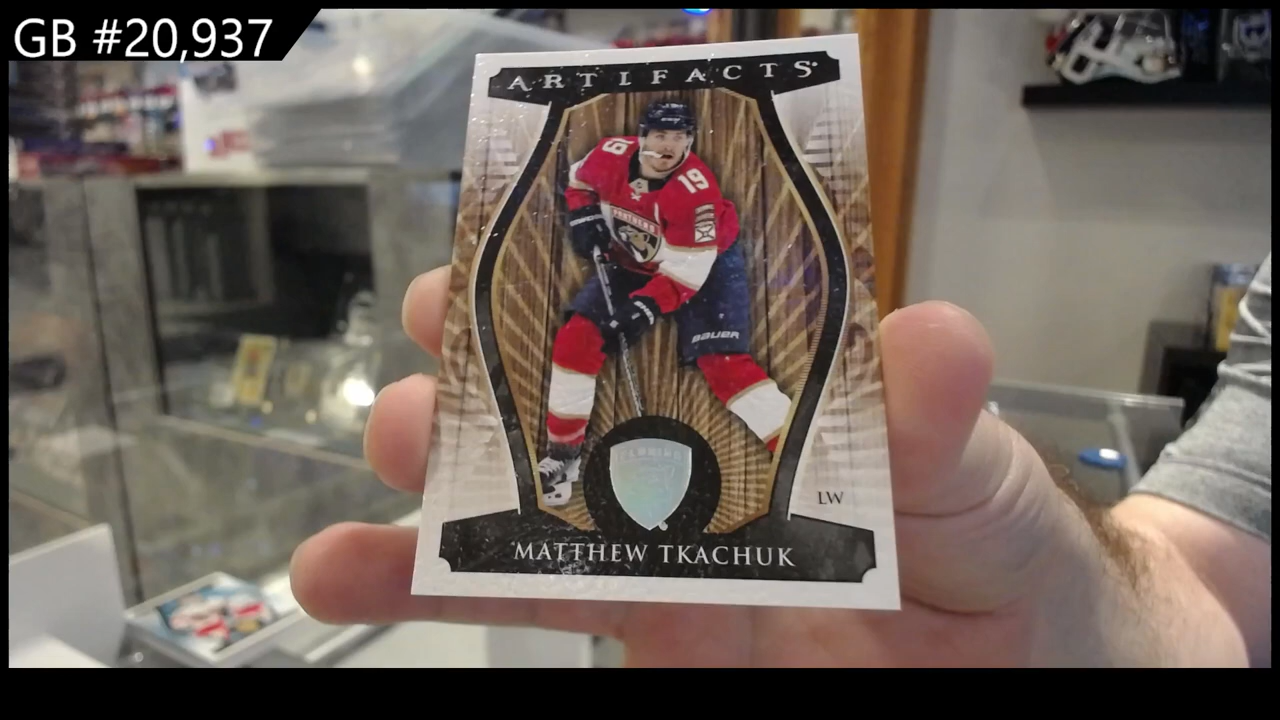 GB #20,937
ARTIFACTS
19
19
PANTHERS
BAUER
LW
MATTHEW TKACHUK